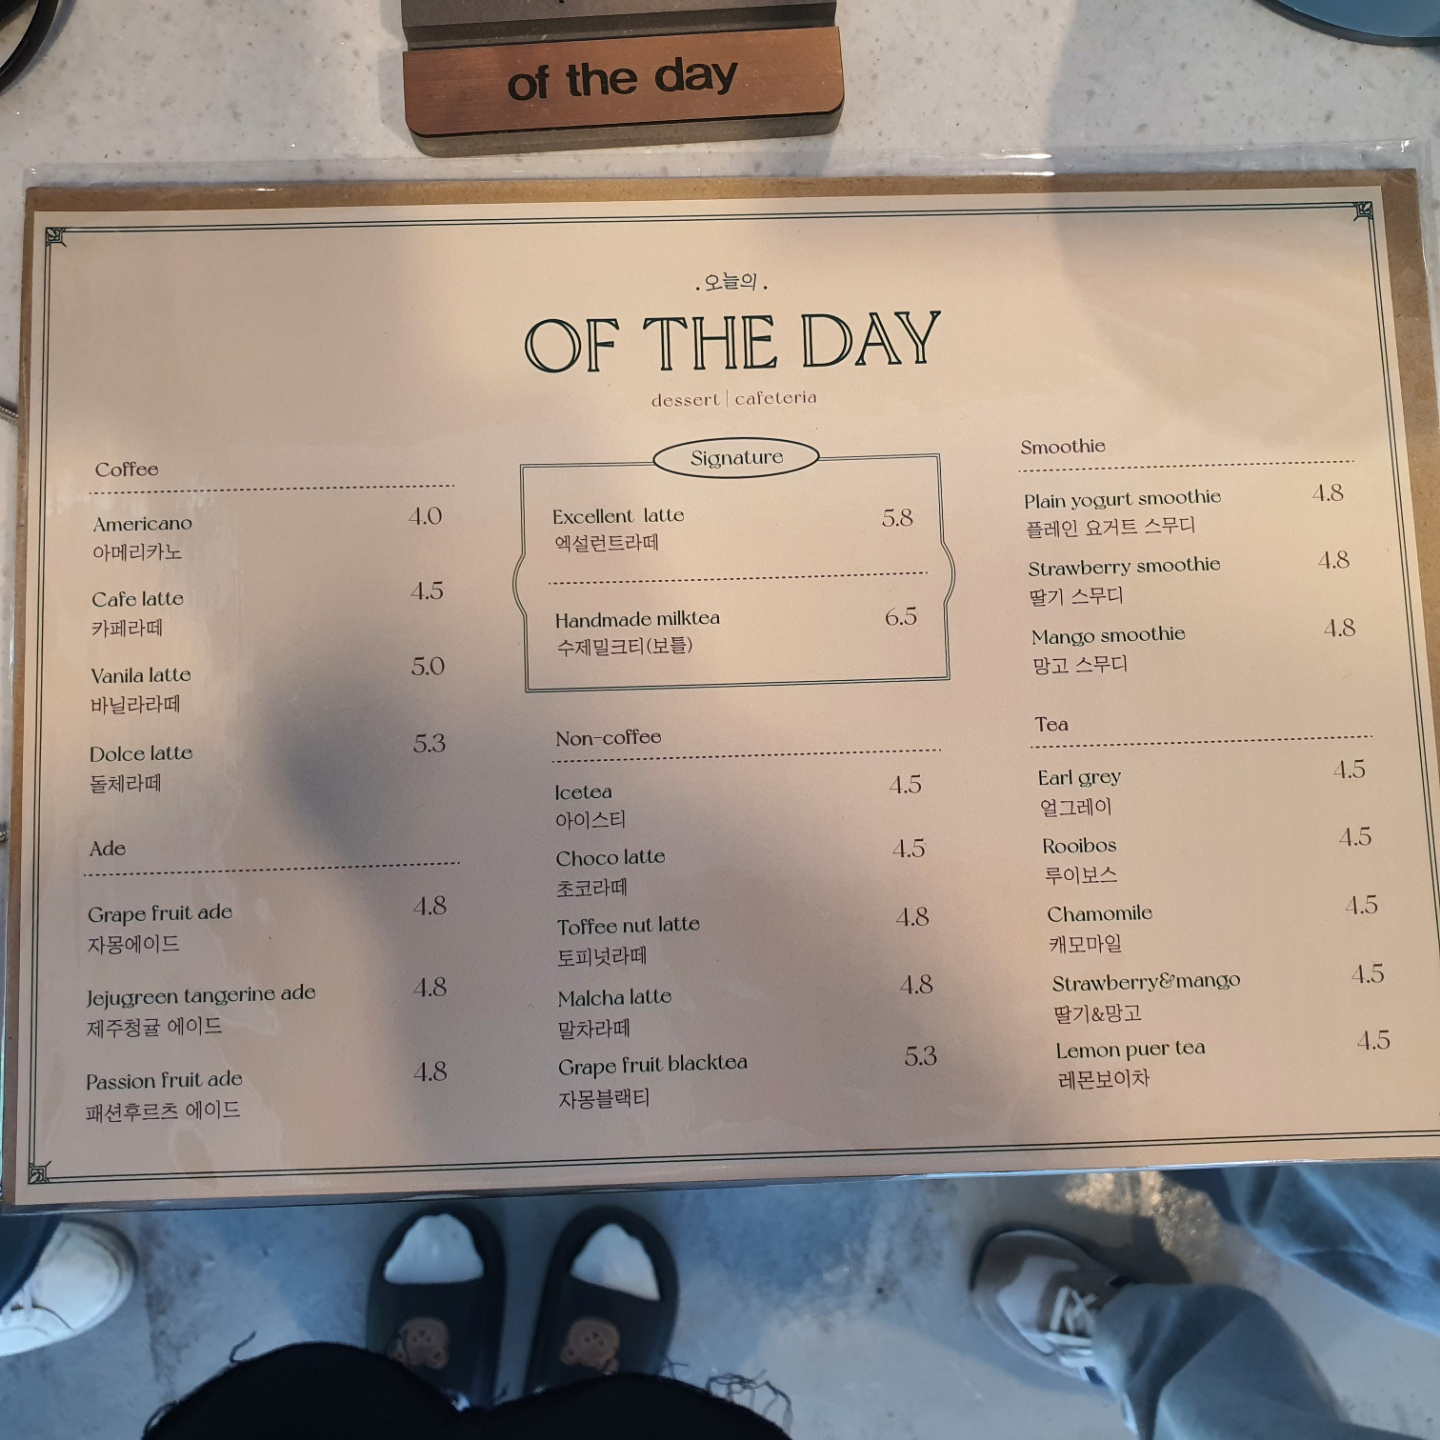 of the day
. 오늘의 .
OF THE DAY
dessert | cafeteria
Coffee
Americano 4.0
아메리카노
Cafe latte 4.5
카페라떼
Vanila latte 5.0
바닐라라떼
Dolce latte 5.3
돌체라떼
Ade
Grape fruit ade 4.8
자몽에이드
Jejugreen tangerine ade 4.8
제주청귤 에이드
Passion fruit ade 4.8
패션후르츠 에이드
Signature
Excellent latte 5.8
엑설런트라떼
Handmade milktea 6.5
수제밀크티(보틀)
Non-coffee
Icetea 4.5
아이스티
Choco latte 4.5
초코라떼
Toffee nut latte 4.8
토피넛라떼
Malcha latte 4.8
말차라떼
Grape fruit blacktea 5.3
자몽블랙티
Smoothie
Plain yogurt smoothie 4.8
플레인 요거트 스무디
Strawberry smoothie 4.8
딸기 스무디
Mango smoothie 4.8
망고 스무디
Tea
Earl grey 4.5
얼그레이
Rooibos 4.5
루이보스
Chamomile 4.5
캐모마일
Strawberry&mango 4.5
딸기&망고
Lemon puer tea 4.5
레몬보이차